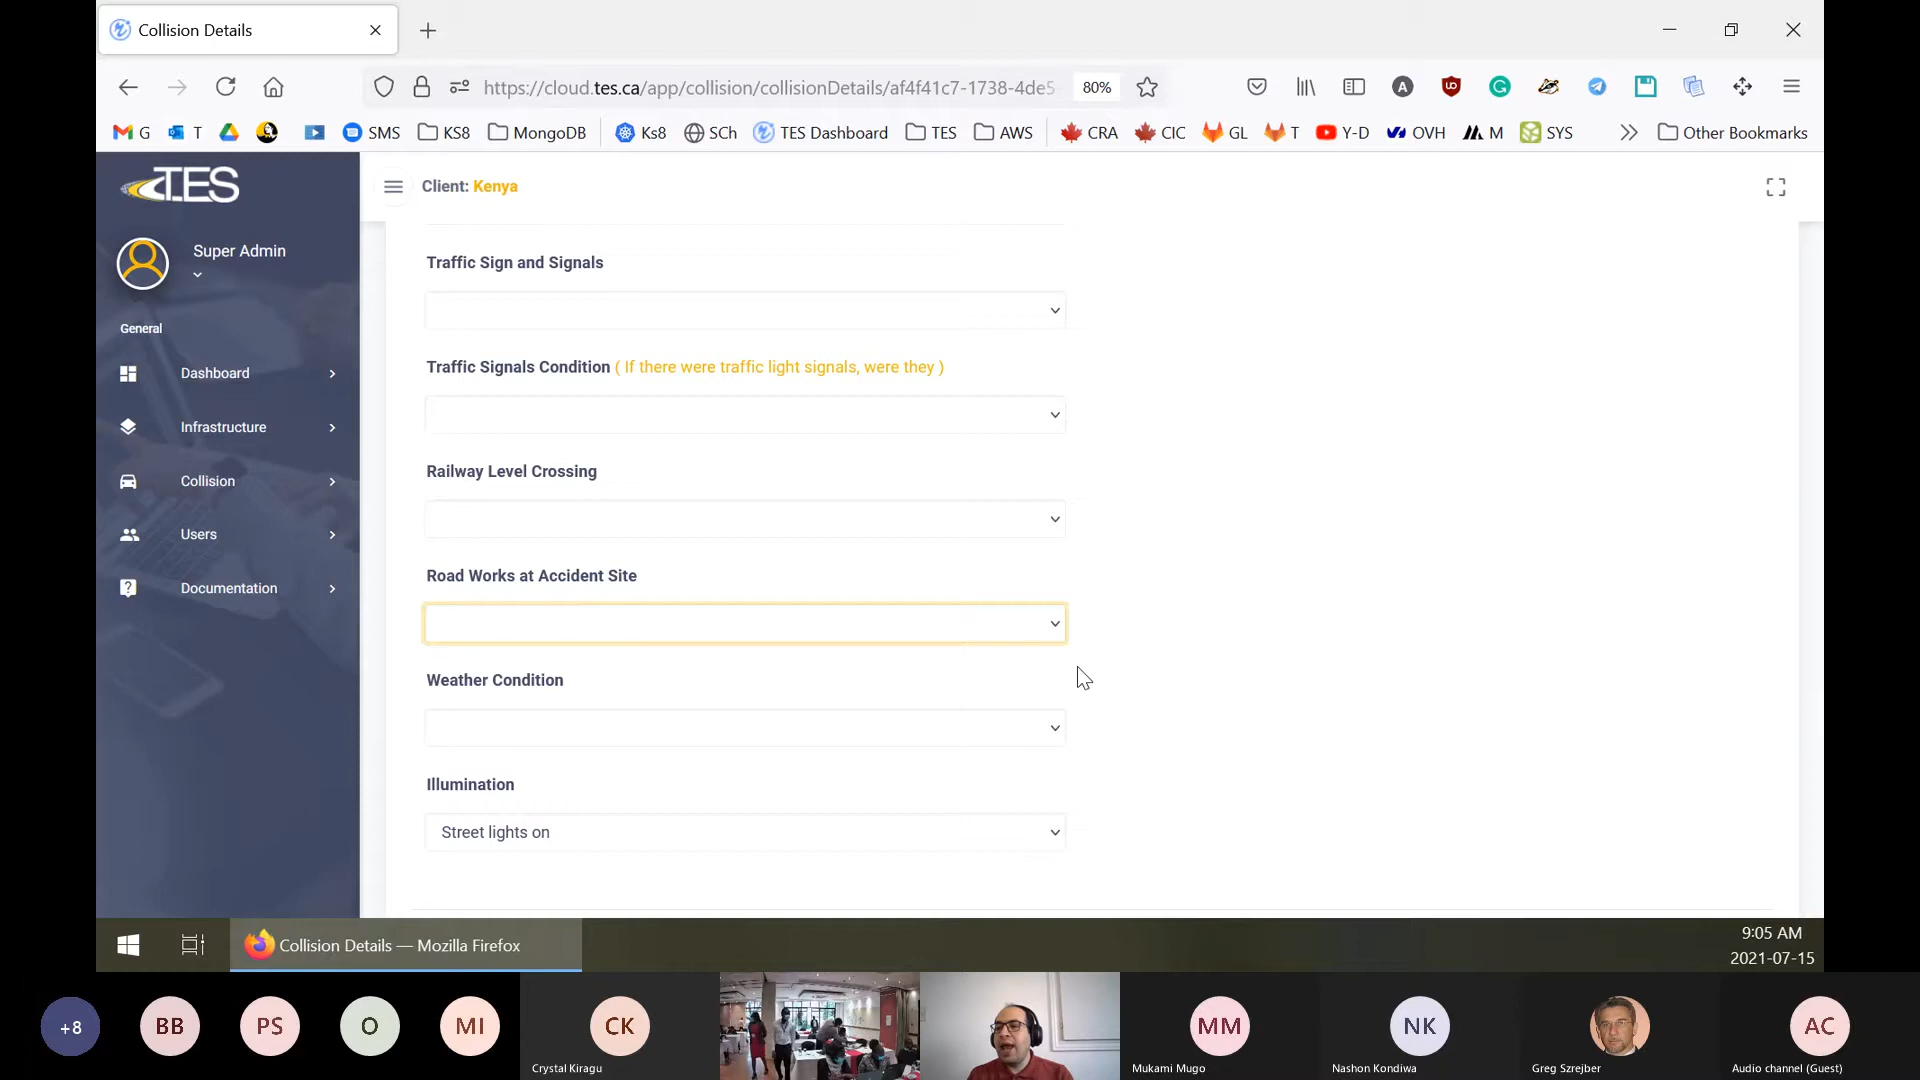 Collision Details
https://cloud.tes.ca/app/collision/collisionDetails/af4f41c7-1738-4de5-
80%
A
G
T
SMS
KS8
MongoDB
Ks8
SCh
TES Dashboard
TES
AWS
CRA
CIC
GL
T
Y-D
OVH
M
SYS
Other Bookmarks
TES
Client: Kenya
Super Admin
General
Dashboard
Infrastructure
Collision
Users
Documentation
Traffic Sign and Signals
Traffic Signals Condition ( If there were traffic light signals, were they )
Railway Level Crossing
Road Works at Accident Site
Weather Condition
Illumination
Street lights on
Collision Details — Mozilla Firefox
9:05 AM
2021-07-15
+8
BB
PS
O
MI
CK
Crystal Kiragu
MM
Mukami Mugo
NK
Nashon Kondiwa
Greg Szrejber
AC
Audio channel (Guest)